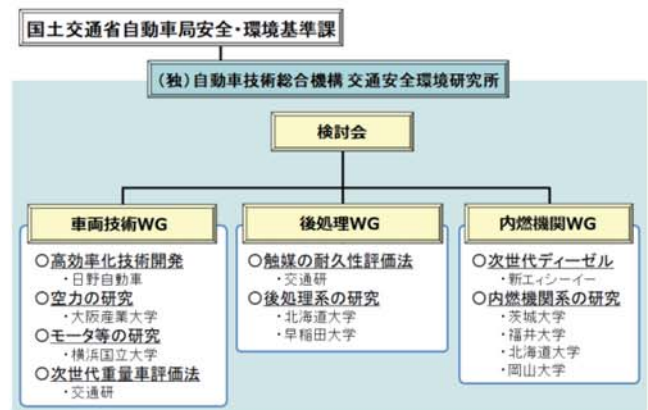 国土交通省自動車局安全・環境基準課
（独）自動車技術総合機構 交通安全環境研究所
検討会
車両技術WG
○高効率化技術開発
・日野自動車
○空力の研究
・大阪産業大学
○モータ等の研究
・横浜国立大学
○次世代重量車評価法
・交通研
後処理WG
○触媒の耐久性評価法
・交通研
○後処理系の研究
・北海道大学
・早稲田大学
内燃機関WG
○次世代ディーゼル
・新エィシーイー
○内燃機関系の研究
・茨城大学
・福井大学
・北海道大学
・岡山大学